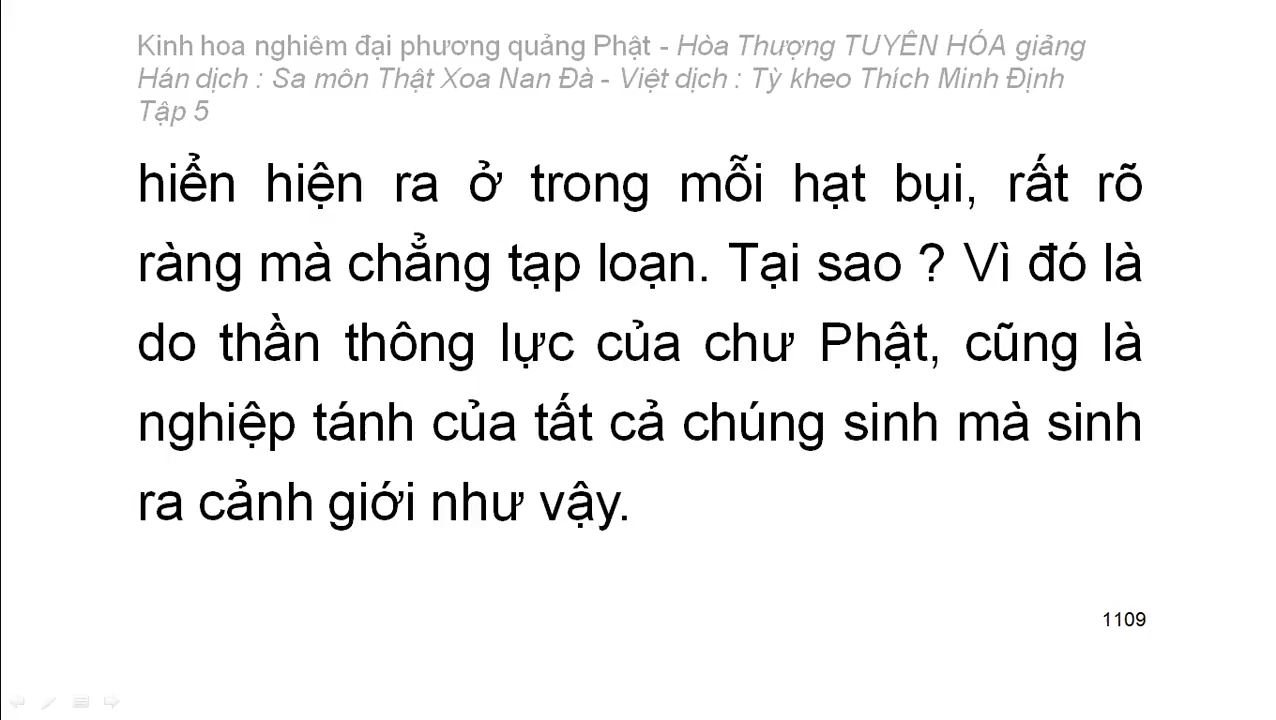 Kinh hoa nghiêm đại phương quảng Phật - Hòa Thượng TUYÊN HÓA giảng
Hán dịch : Sa môn Thật Xoa Nan Đà - Việt dịch : Tỳ kheo Thích Minh Định
Tập 5
hiển hiện ra ở trong mỗi hạt bụi, rất rõ
ràng mà chẳng tạp loạn. Tại sao ? Vì đó là
do thần thông lực của chư Phật, cũng là
nghiệp tánh của tất cả chúng sinh mà sinh
ra cảnh giới như vậy.
1109